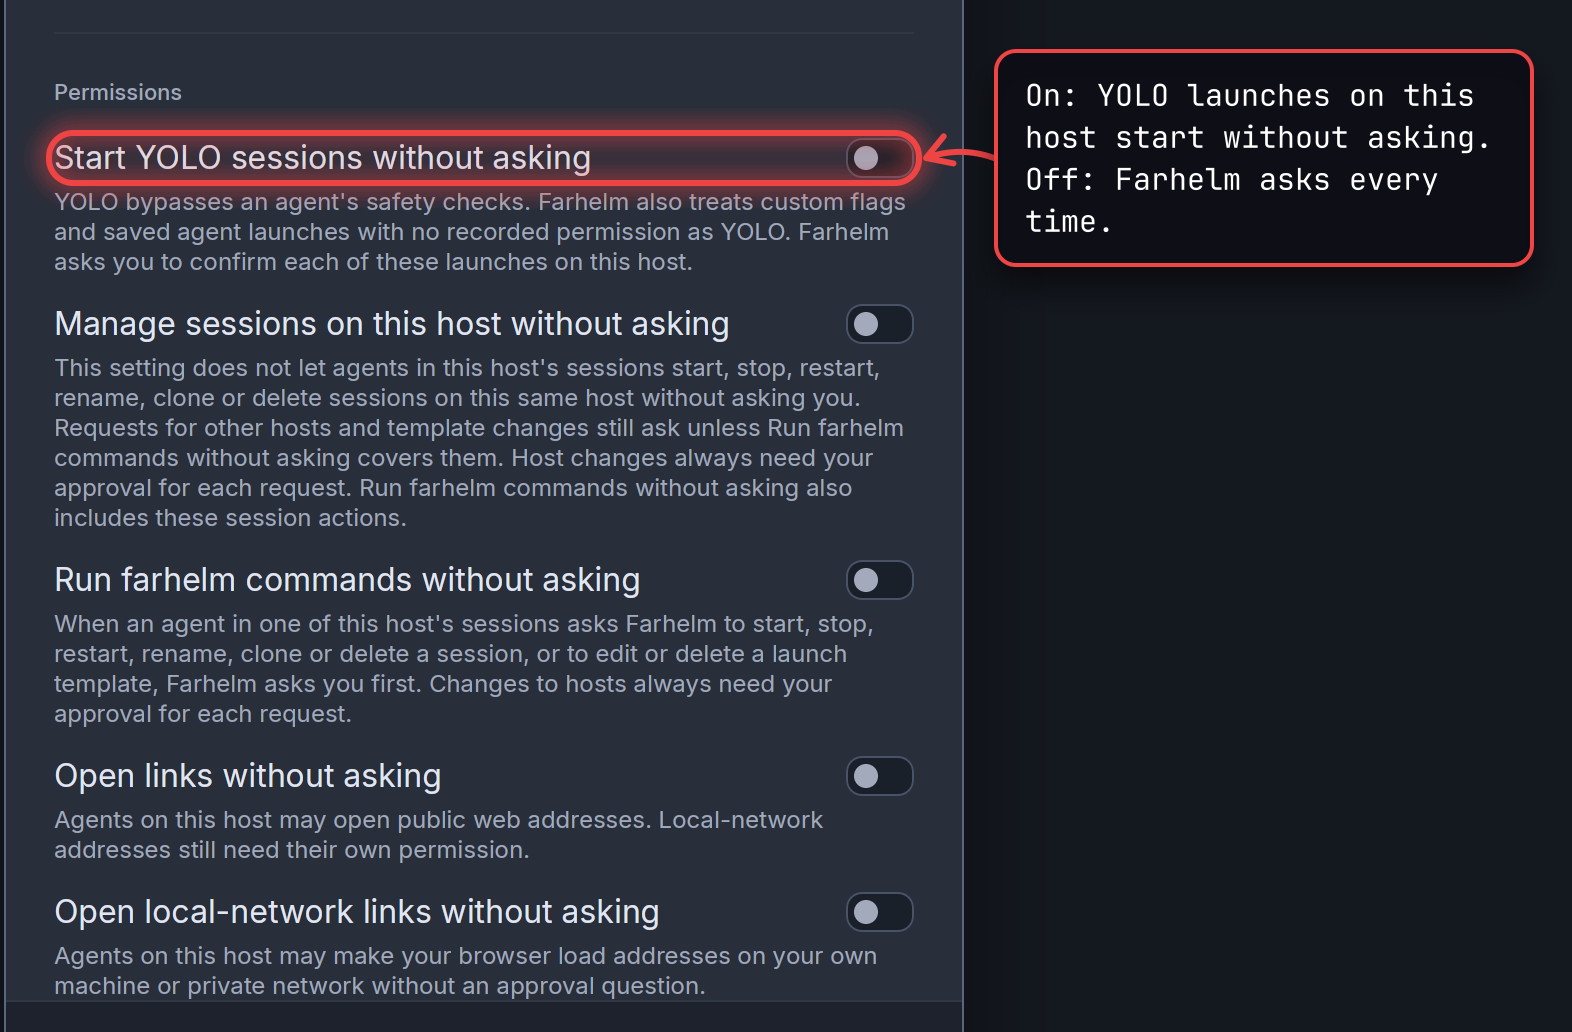 Permissions
Start YOLO sessions without asking
YOLO bypasses an agent's safety checks. Farhelm also treats custom flags
and saved agent launches with no recorded permission as YOLO. Farhelm
asks you to confirm each of these launches on this host.
Manage sessions on this host without asking
This setting does not let agents in this host's sessions start, stop, restart,
rename, clone or delete sessions on this same host without asking you.
Requests for other hosts and template changes still ask unless Run farhelm
commands without asking covers them. Host changes always need your
approval for each request. Run farhelm commands without asking also
includes these session actions.
Run farhelm commands without asking
When an agent in one of this host's sessions asks Farhelm to start, stop,
restart, rename, clone or delete a session, or to edit or delete a launch
template, Farhelm asks you first. Changes to hosts always need your
approval for each request.
Open links without asking
Agents on this host may open public web addresses. Local-network
addresses still need their own permission.
Open local-network links without asking
Agents on this host may make your browser load addresses on your own
machine or private network without an approval question.
On: YOLO launches on this
host start without asking.
Off: Farhelm asks every
time.